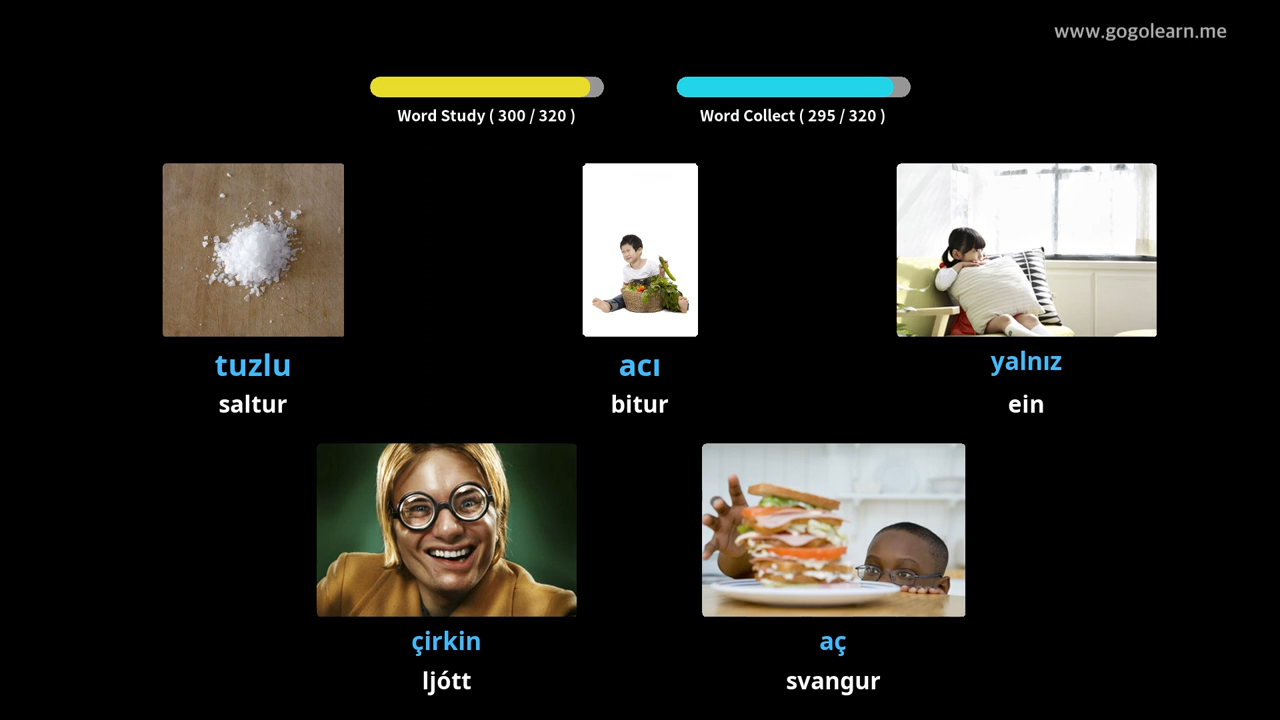 www.gogolearn.me
Word Study ( 300 / 320 )
Word Collect ( 295 / 320 )
tuzlu
saltur
acı
bitur
yalnız
ein
çirkin
ljótt
aç
svangur